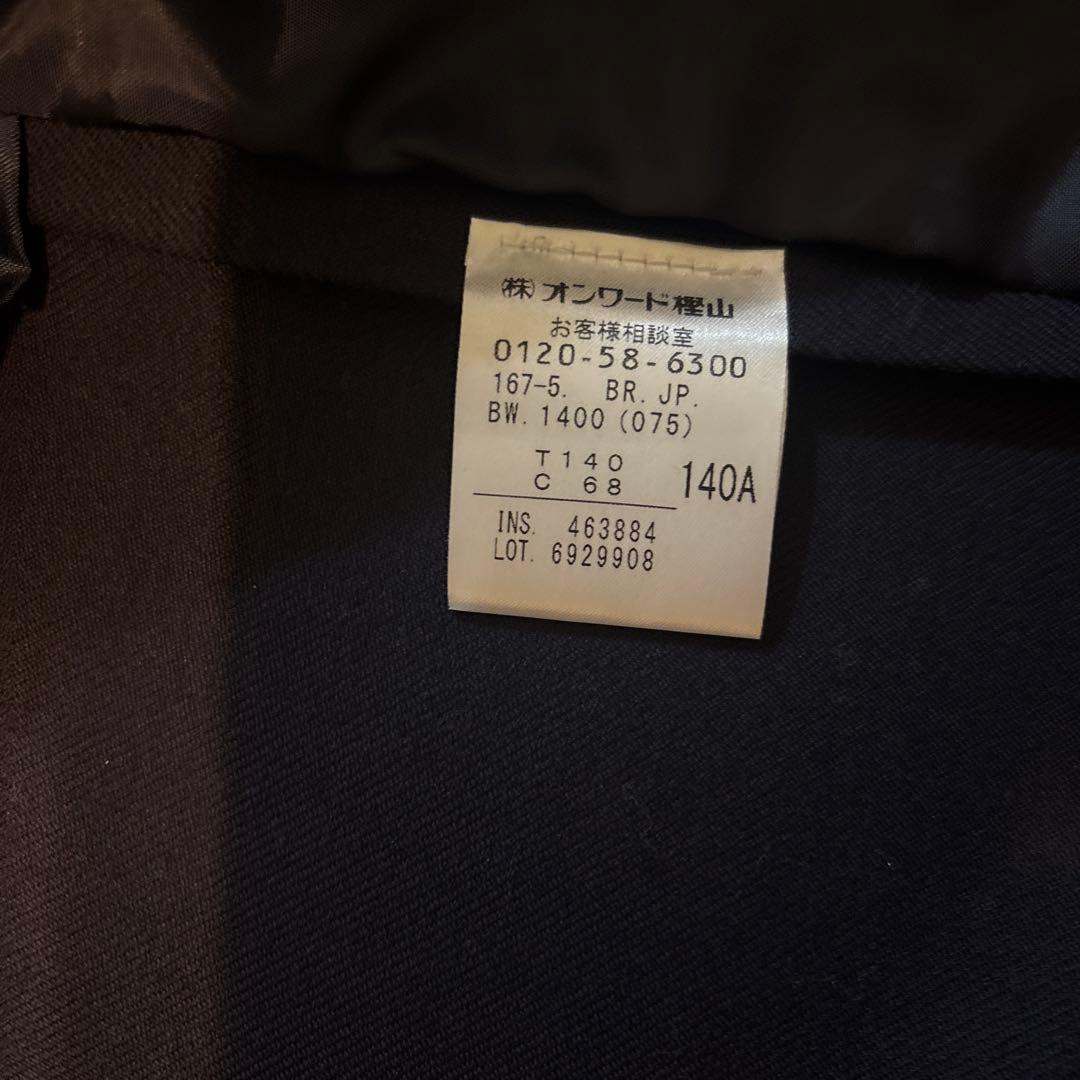 (株)オンワード樫山
お客様相談室
0120-58-6300
167-5. BR. JP.
BW. 1400 (075)
T140
C 68
140A
INS. 463884
LOT. 6929908